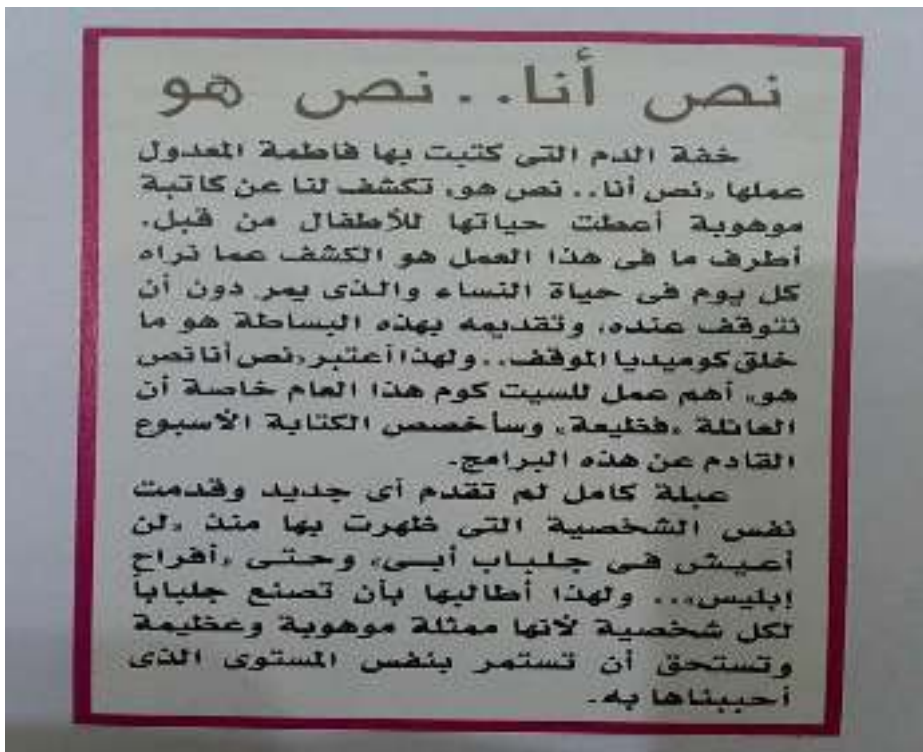 نص أنا.. نص هو
خفة الدم التى كتبت بها فاطمة المعدول
عملها «نص أنا.. نص هو» تكشف لنا عن كاتبة
موهوبة أعطت حياتها للأطفال من قبل.
أطرف ما فى هذا العمل هو الكشف عما نراه
كل يوم فى حياة النساء والذى يمر دون أن
نتوقف عنده، وتقديمه بهذه البساطة هو ما
خلق كوميديا الموقف.. ولهذا أعتبر «نص أنا نص
هو» أهم عمل للسيت كوم هذا العام خاصة أن
العائلة «فظيعة» وسأخصص الكتابة الأسبوع
القادم عن هذه البرامج.
عبلة كامل لم تقدم أى جديد وقدمت
نفس الشخصية التى ظهرت بها منذ «لن
أعيش فى جلباب أبى» وحتى «أفراح
إبليس».. ولهذا أطالبها بأن تصنع جلباباً
لكل شخصية لأنها ممثلة موهوبة وعظيمة
وتستحق أن تستمر بنفس المستوى الذى
أحببناها به.